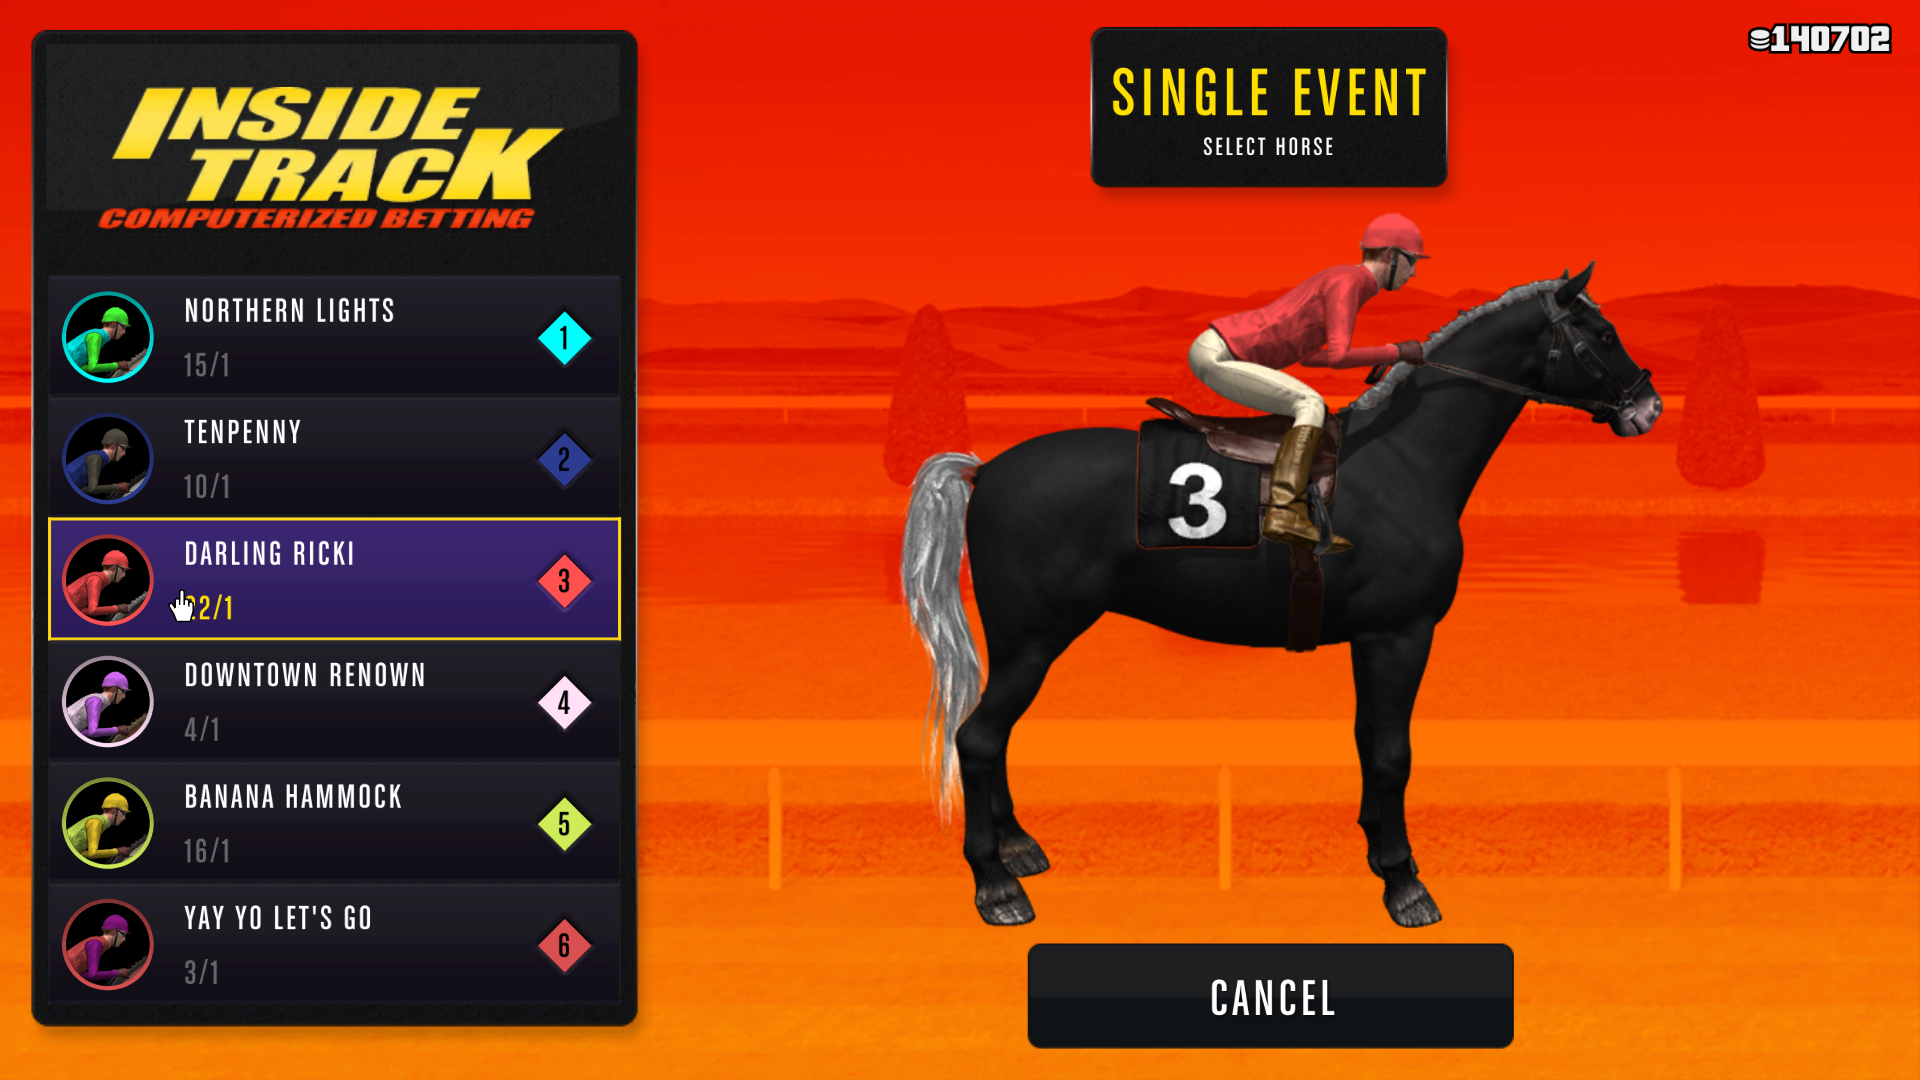 INSIDE
TRACK
COMPUTERIZED BETTING
NORTHERN LIGHTS
15/1
1
TENPENNY
10/1
2
DARLING RICKI
22/1
3
DOWNTOWN RENOWN
4/1
4
BANANA HAMMOCK
16/1
5
YAY YO LET'S GO
3/1
6
SINGLE EVENT
SELECT HORSE
140702
3
CANCEL